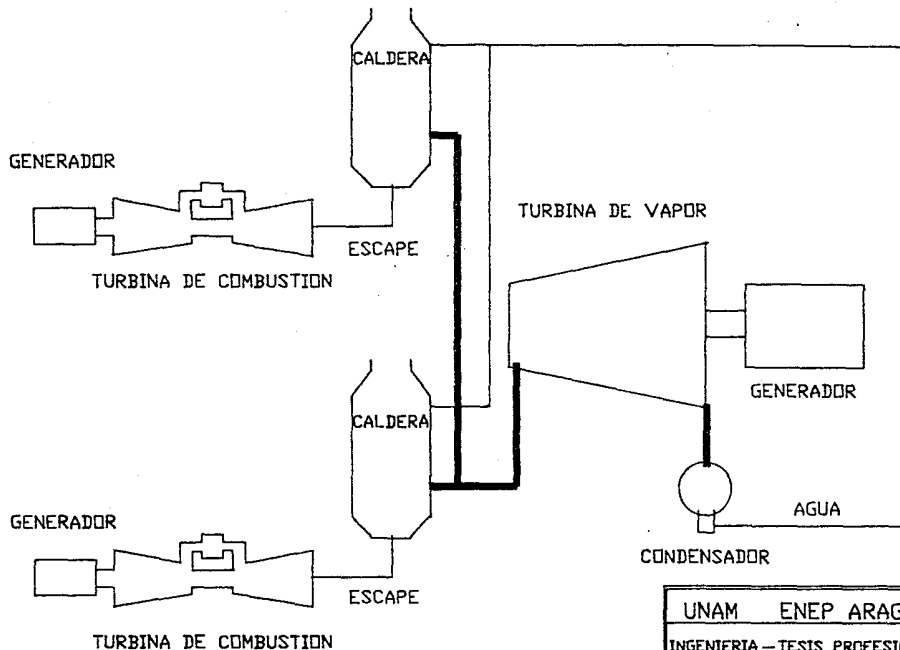 CALDERA
GENERADOR
TURBINA DE VAPOR
ESCAPE
TURBINA DE COMBUSTION
GENERADOR
CALDERA
AGUA
GENERADOR
CONDENSADOR
ESCAPE
TURBINA DE COMBUSTION
UNAM ENEP ARAG
INGENIERIA - TESIS